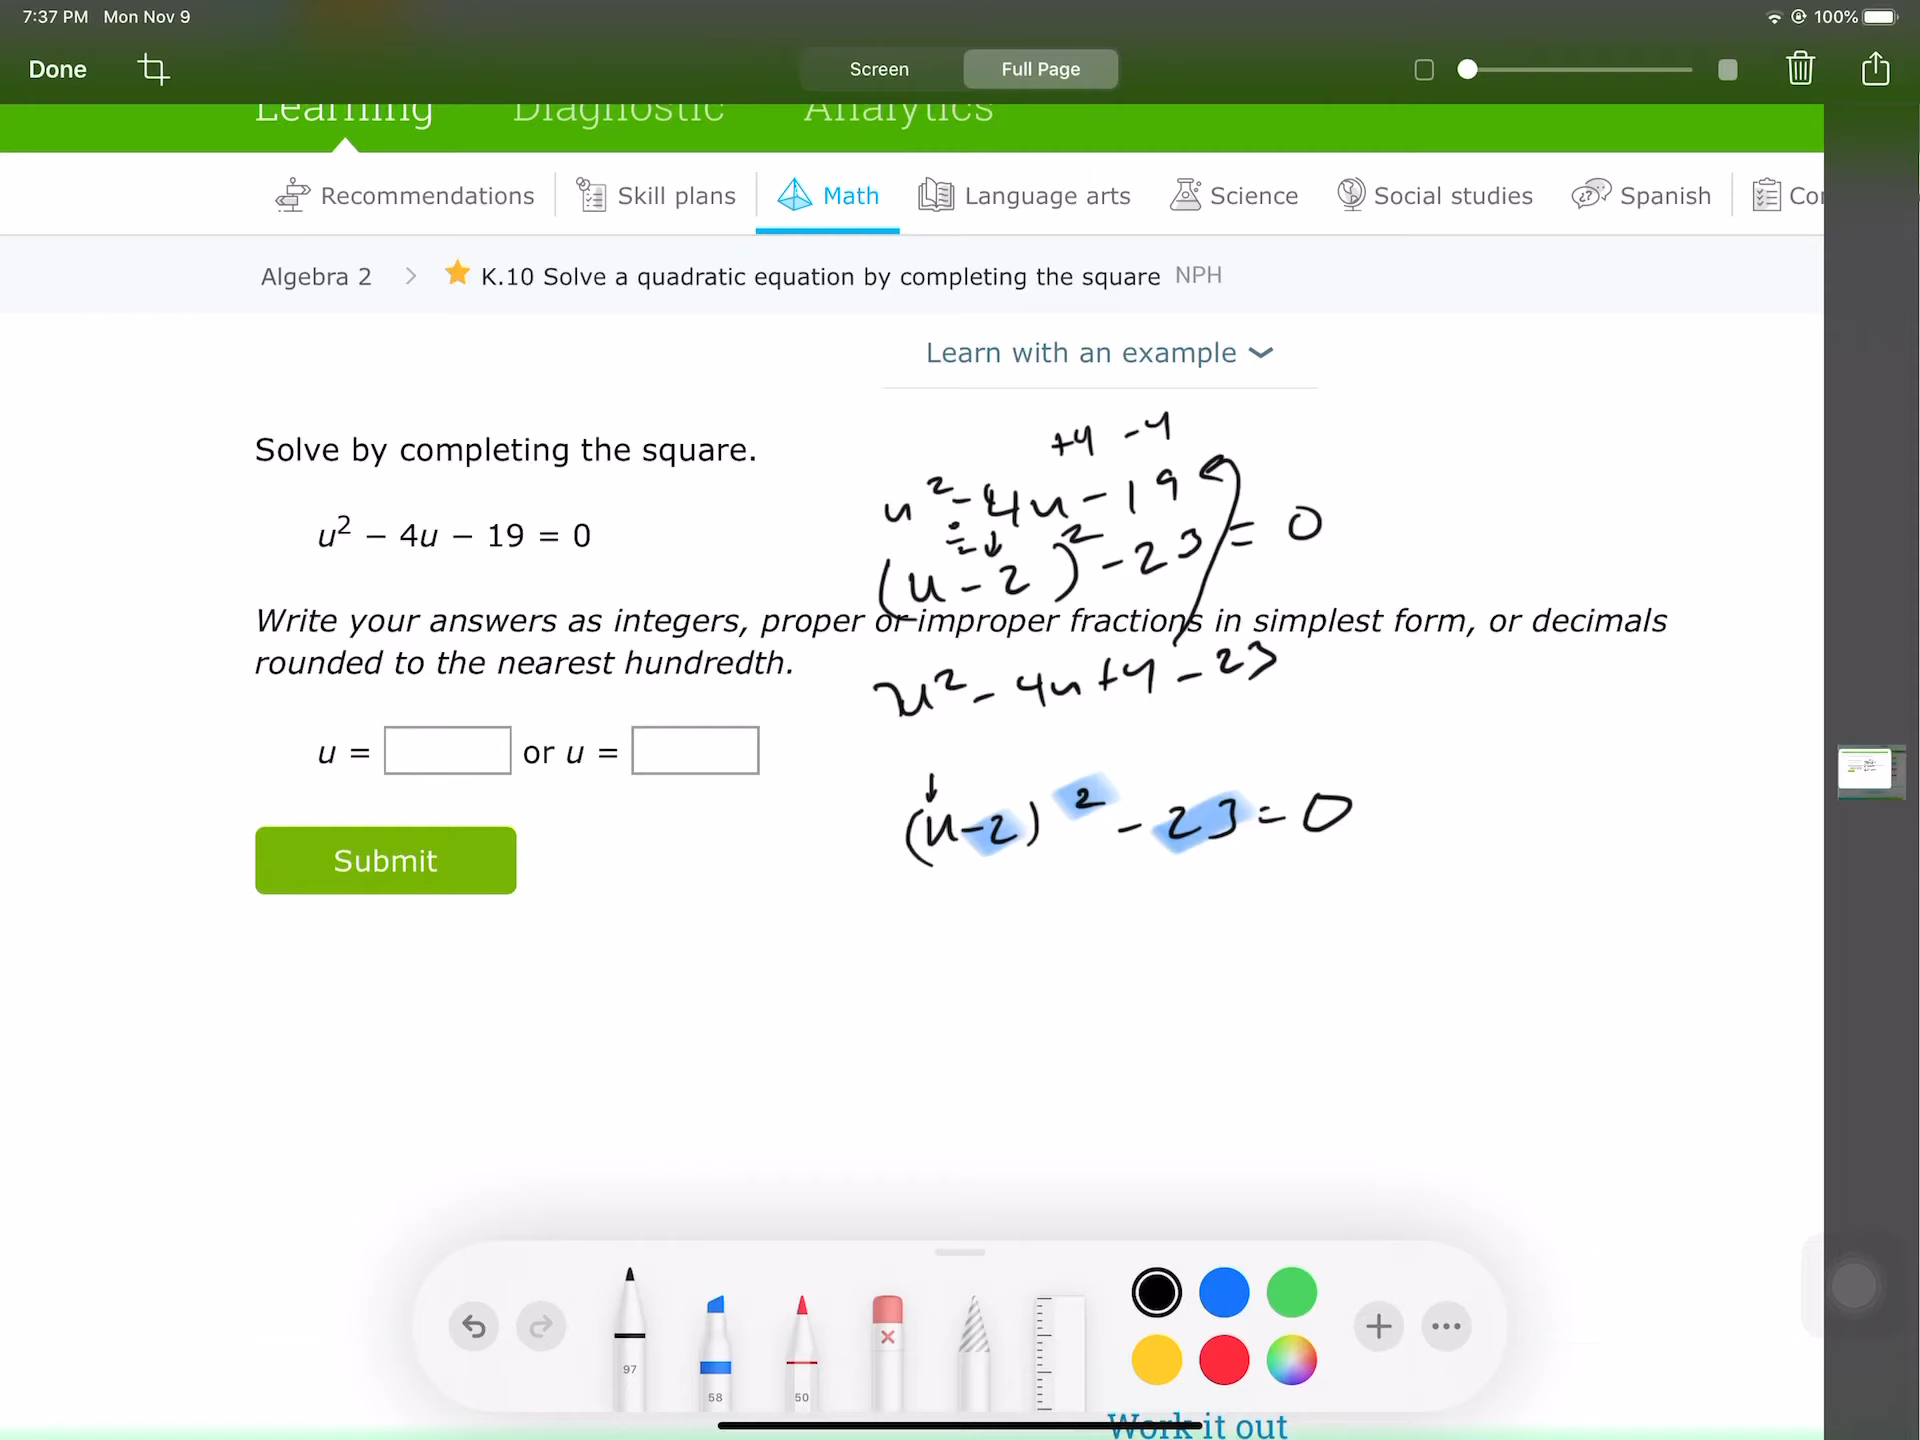 7:37 PM Mon Nov 9
100%
Done
Screen Full Page
Learning Diagnostic Analytics
Recommendations Skill plans Math Language arts Science Social studies Spanish Co
Algebra 2 > K.10 Solve a quadratic equation by completing the square NPH
Learn with an example
Solve by completing the square.
u² − 4u − 19 = 0
Write your answers as integers, proper or improper fractions in simplest form, or decimals
rounded to the nearest hundredth.
u = or u =
Submit
+4 -4
u² - 4u - 19 = 0
(u - 2)² - 23
u² - 4u + 4 - 23
(u - 2)² - 23 = 0
97
58
50
Work it out